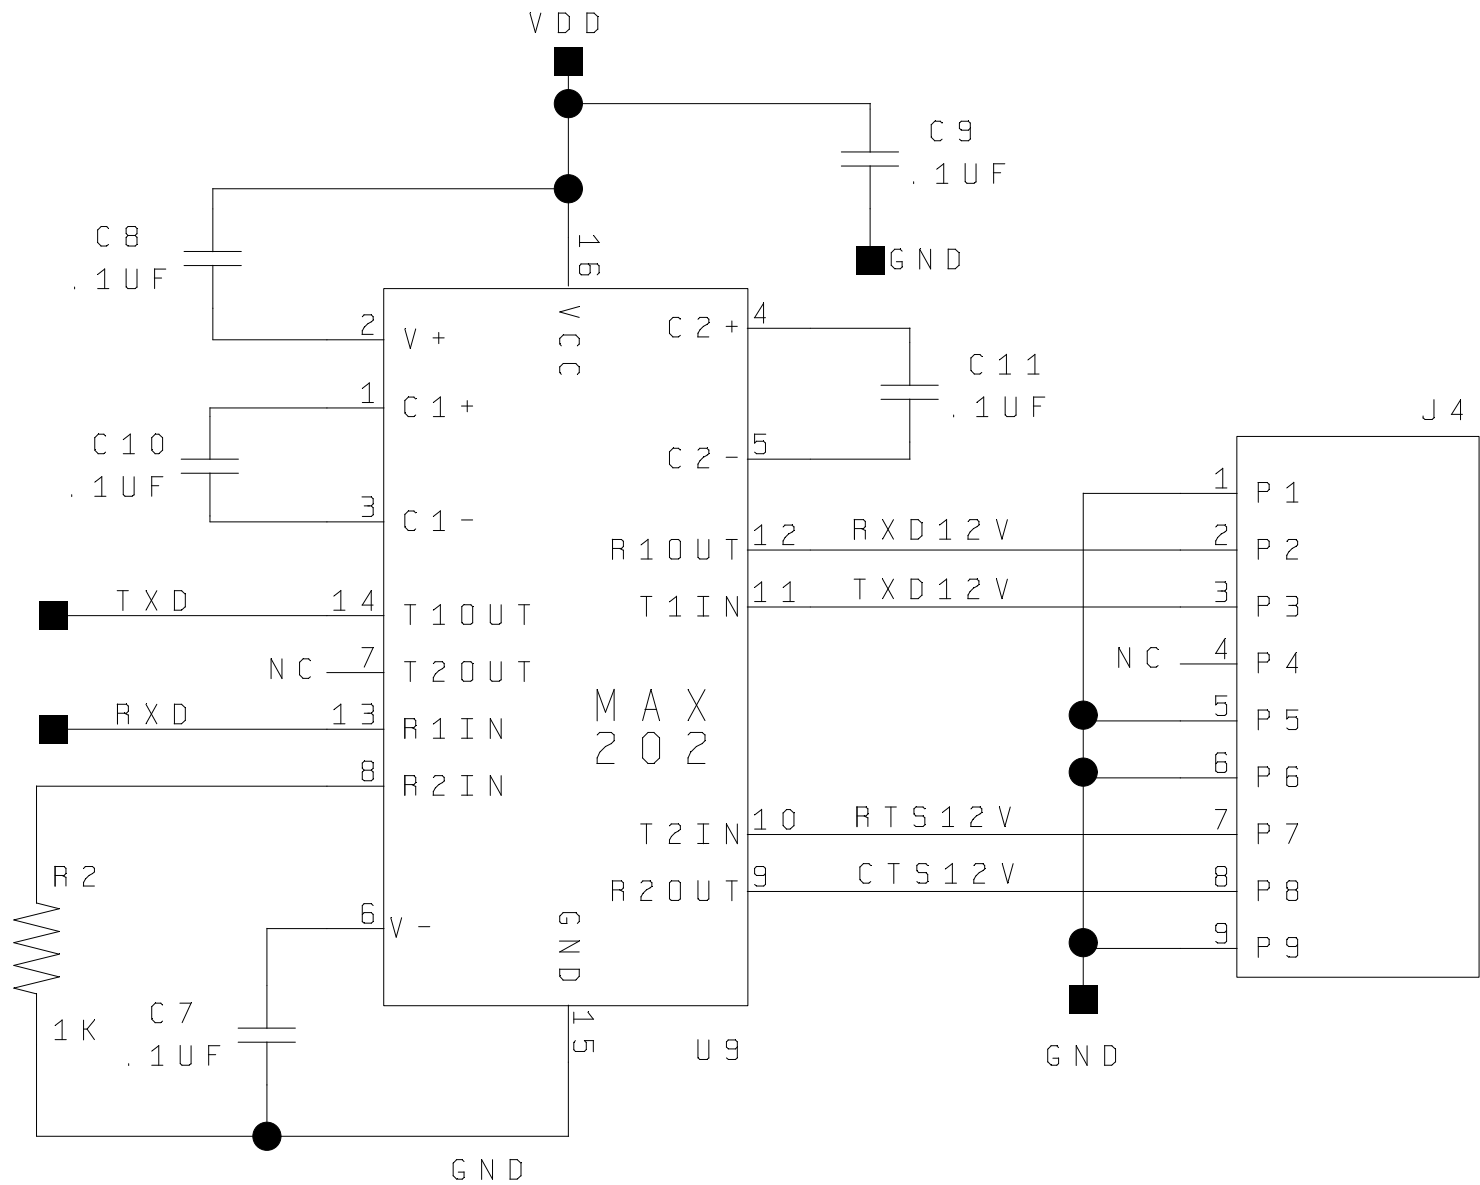 VDD
C9
.1UF
GND
C8
.1UF
16
VCC
2
V+
C2+
4
C11
.1UF
1
C1+
C10
.1UF
C2-
5
3
C1-
J4
1
P1
R1OUT
12
RXD12V
2
P2
TXD
14
T1OUT
T1IN
11
TXD12V
3
P3
NC
7
T2OUT
NC
4
P4
RXD
13
R1IN
MAX
202
5
P5
8
R2IN
6
P6
T2IN
10
RTS12V
7
P7
R2
R2OUT
9
CTS12V
8
P8
6
V-
GND
9
P9
1K
C7
.1UF
15
U9
GND
GND